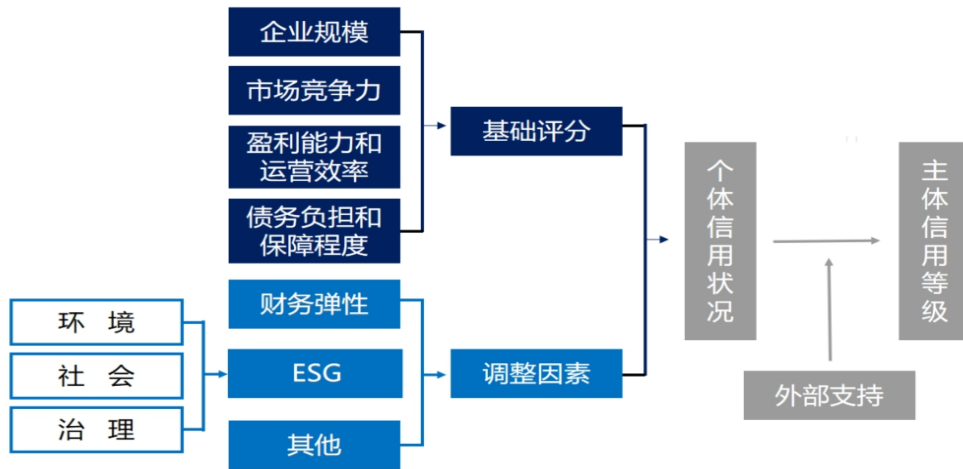 企业规模
市场竞争力
盈利能力和
运营效率
债务负担和
保障程度
基础评分
财务弹性
环 境
社 会
治 理
ESG
其他
调整因素
个体信用状况
主体信用等级
外部支持